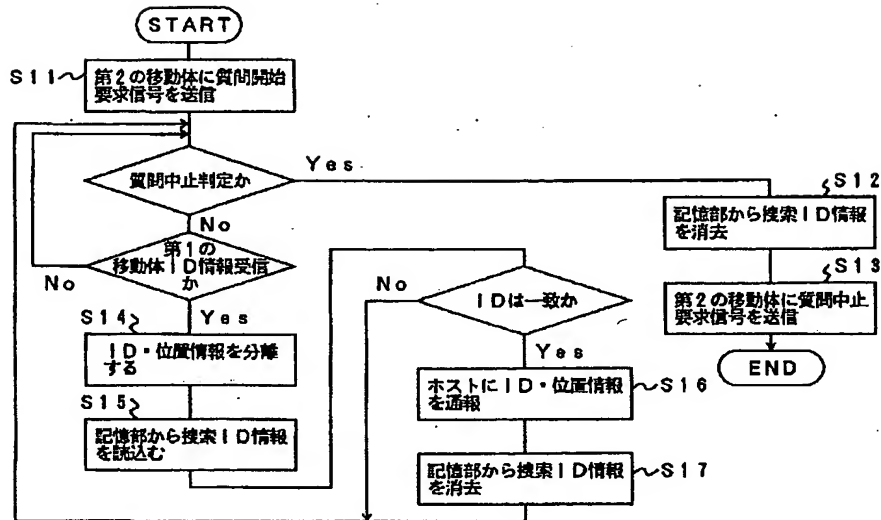 START
S11
第2の移動体に質問開始
要求信号を送信
質問中止判定か
Yes
No
第1の
移動体ID情報受信
か
No
Yes
S14
ID・位置情報を分離
する
S15
記憶部から捜索ID情報
を読込む
IDは一致か
No
Yes
ホストにID・位置情報
を通報
S16
記憶部から捜索ID情報
を消去
S17
S12
記憶部から捜索ID情報
を消去
S13
第2の移動体に質問中止
要求信号を送信
END